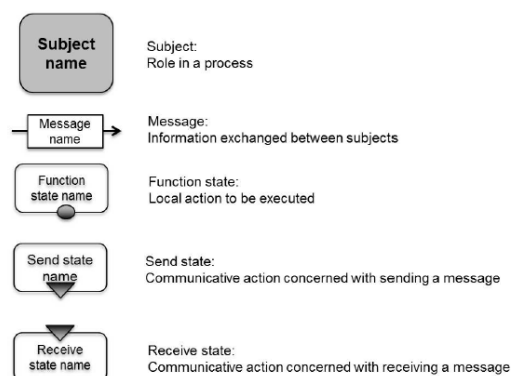 Subject
name
Subject:
Role in a process
Message
name
Message:
Information exchanged between subjects
Function
state name
Function state:
Local action to be executed
Send state
name
Send state:
Communicative action concerned with sending a message
Receive
state name
Receive state:
Communicative action concerned with receiving a message